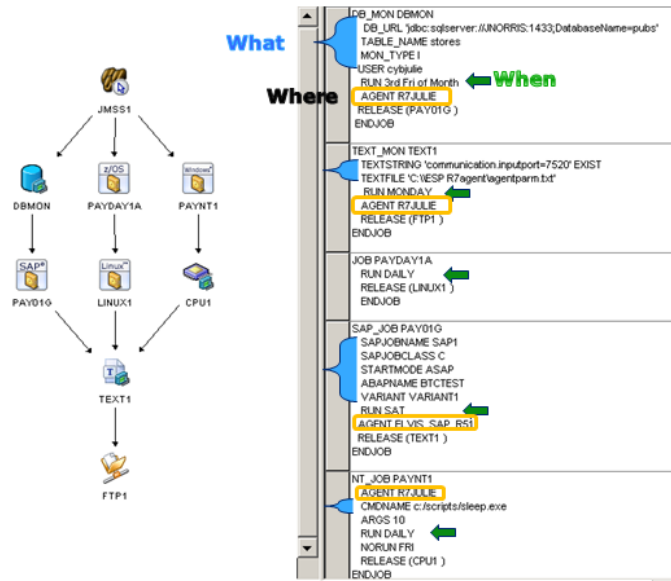 What
Where
When
JMSS1
z/OS
Windows
DBMON
PAYDAY1A
PAYNT1
SAP
Linux
PAY01G
LINUX1
CPU1
T
TEXT1
FTP1
DB_MON DBMON
DB_URL 'jdbc:sqlserver://JNORRIS:1433;DatabaseName=pubs'
TABLE_NAME stores
MON_TYPE I
USER cybjulie
RUN 3rd Fri of Month
AGENT R7JULIE
RELEASE (PAY01G )
ENDJOB
TEXT_MON TEXT1
TEXTSTRING 'communication.inputport=7520' EXIST
TEXTFILE 'C:\ESP R7agent\agentparm.txt'
RUN MONDAY
AGENT R7JULIE
RELEASE (FTP1 )
ENDJOB
JOB PAYDAY1A
RUN DAILY
RELEASE (LINUX1 )
ENDJOB
SAP_JOB PAY01G
SAPJOBNAME SAP1
SAPJOBCLASS C
STARTMODE ASAP
ABAPNAME BTCTEST
VARIANT VARIANT1
RUN SAT
AGENT ELVIS_SAP_R51
RELEASE (TEXT1 )
ENDJOB
NT_JOB PAYNT1
AGENT R7JULIE
CMDNAME c:/scripts/sleep.exe
ARGS 10
RUN DAILY
NORUN FRI
RELEASE (CPU1 )
ENDJOB